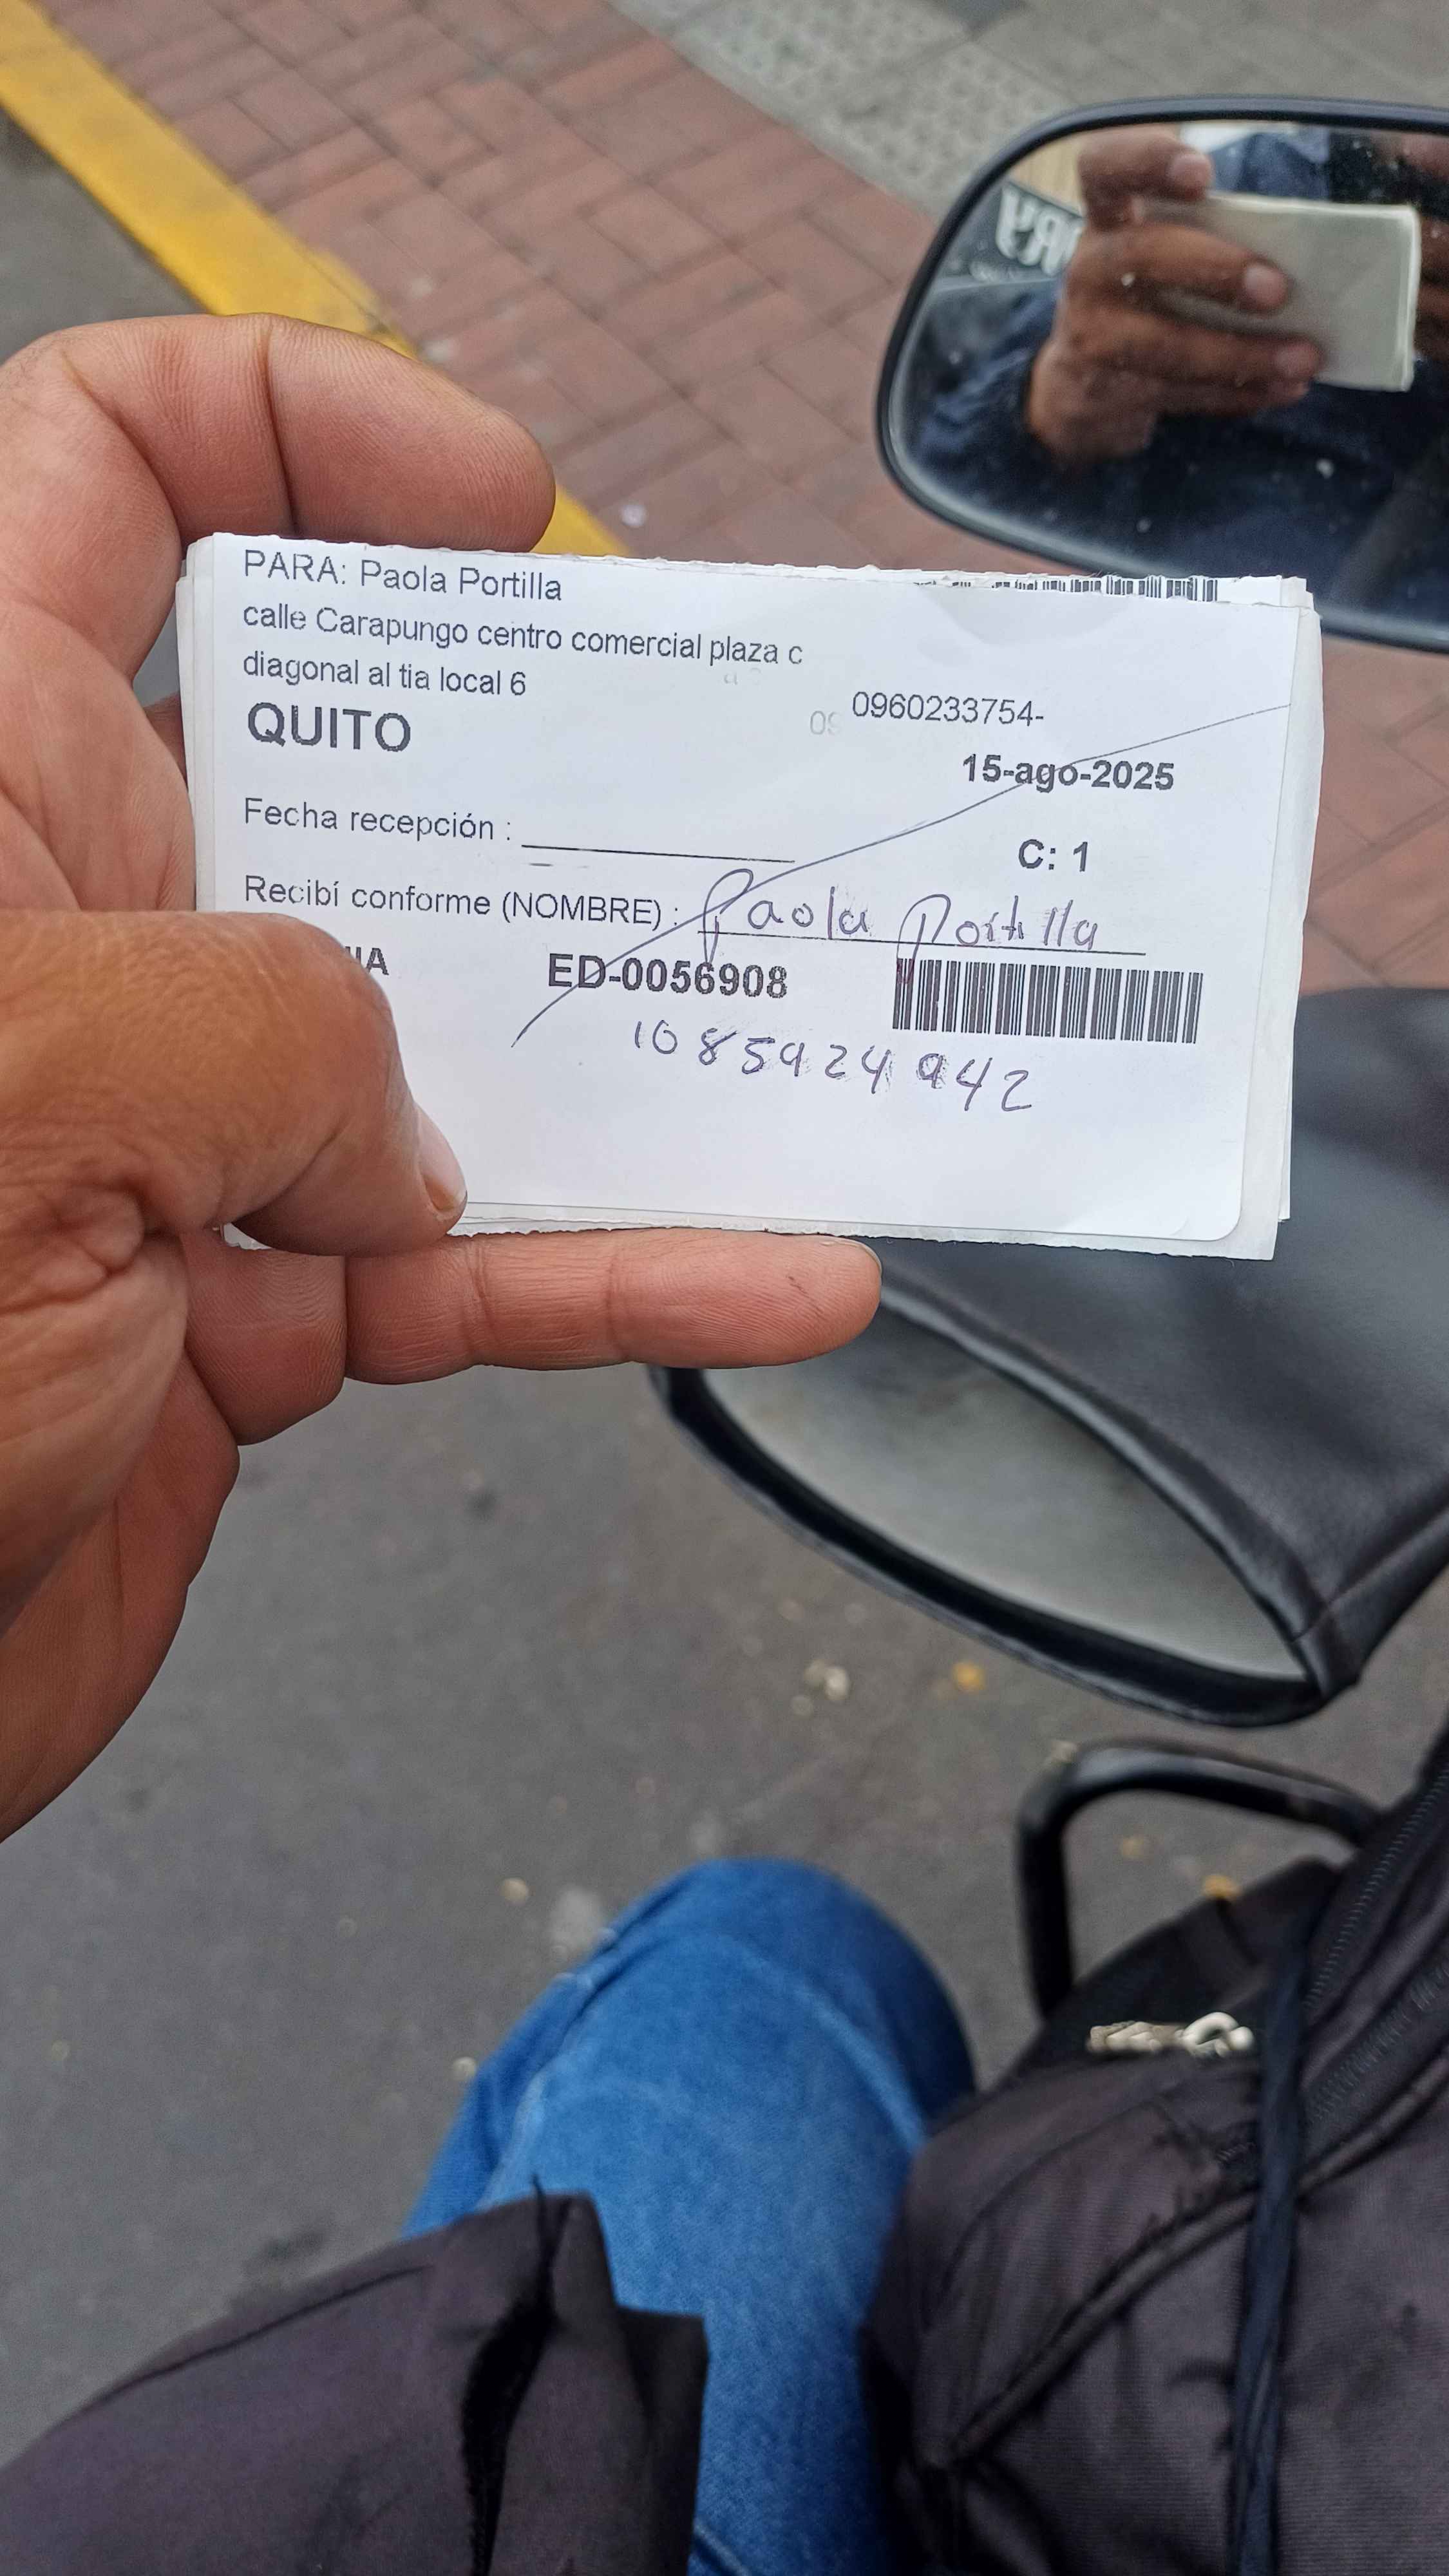 PARA: Paola Portilla
calle Carapungo centro comercial plaza c
diagonal al tia local 6
0960233754-
QUITO
15-ago-2025
Fecha recepción :
C: 1
Recibí conforme (NOMBRE) : Paola Portilla
ED-0056908
1085924942